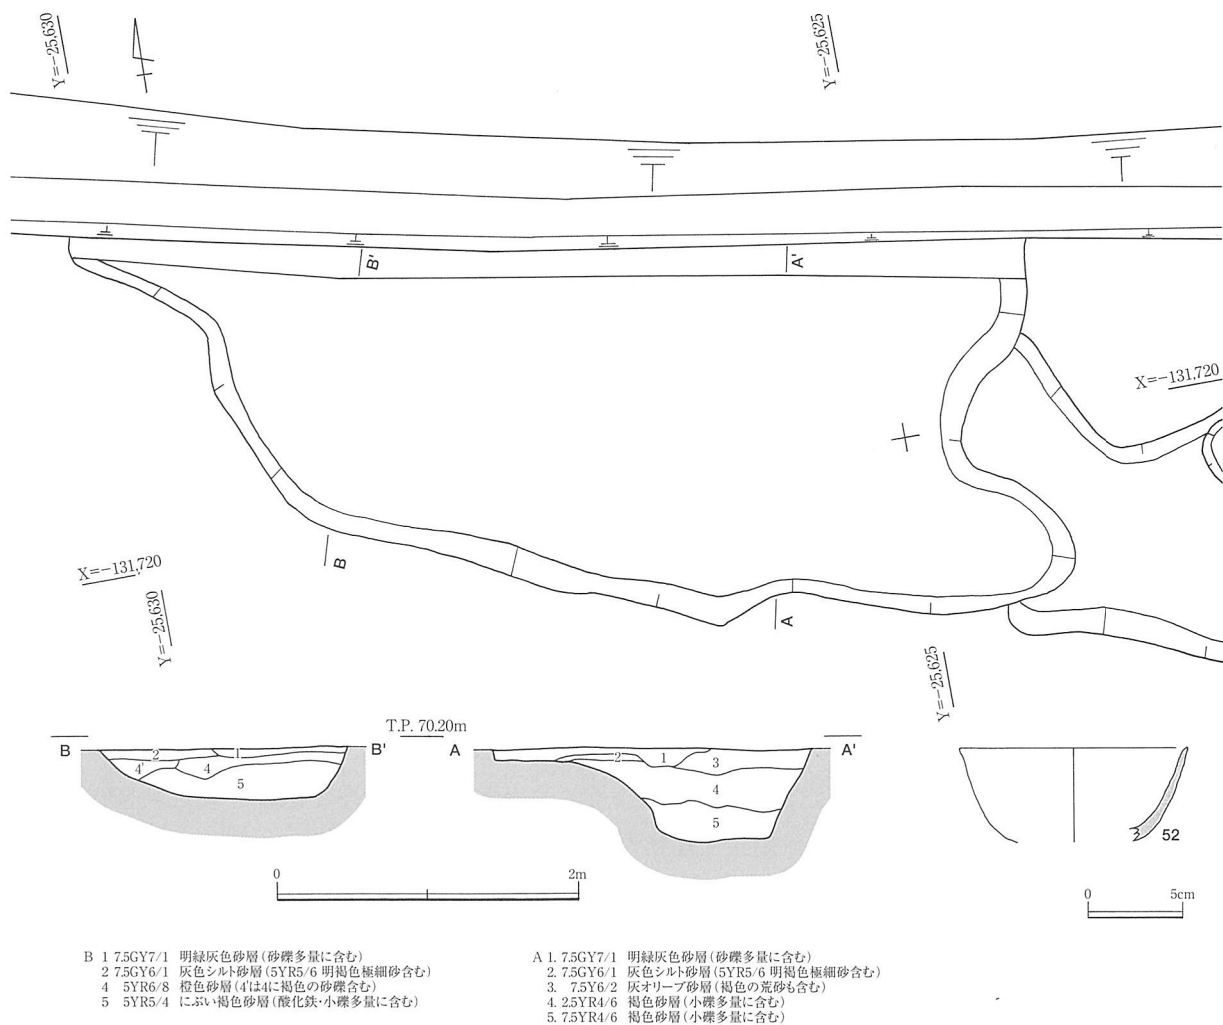 Y=-25,630
Y=-25,625
B'
A'
X=-131,720
B
A
X=-131,720
Y=-25,630
Y=-25,625
T.P. 70.20m
B
B'
A
A'
2
1
4'
4
5
2
1
3
4
5
52
0
2m
0
5cm
B 1 7.5GY7/1 明緑灰色砂層(砂礫多量に含む)
2 7.5GY6/1 灰色シルト砂層(5YR5/6 明褐色極細砂含む)
4 5YR6/8 橙色砂層(4'は4に褐色の砂礫含む)
5 5YR5/4 にぶい褐色砂層(酸化鉄・小礫多量に含む)
A 1. 7.5GY7/1 明緑灰色砂層(砂礫多量に含む)
2. 7.5GY6/1 灰色シルト砂層(5YR5/6 明褐色極細砂含む)
3. 7.5Y6/2 灰オリーブ砂層(褐色の荒砂も含む)
4. 2.5YR4/6 褐色砂層(小礫多量に含む)
5. 7.5YR4/6 褐色砂層(小礫多量に含む)